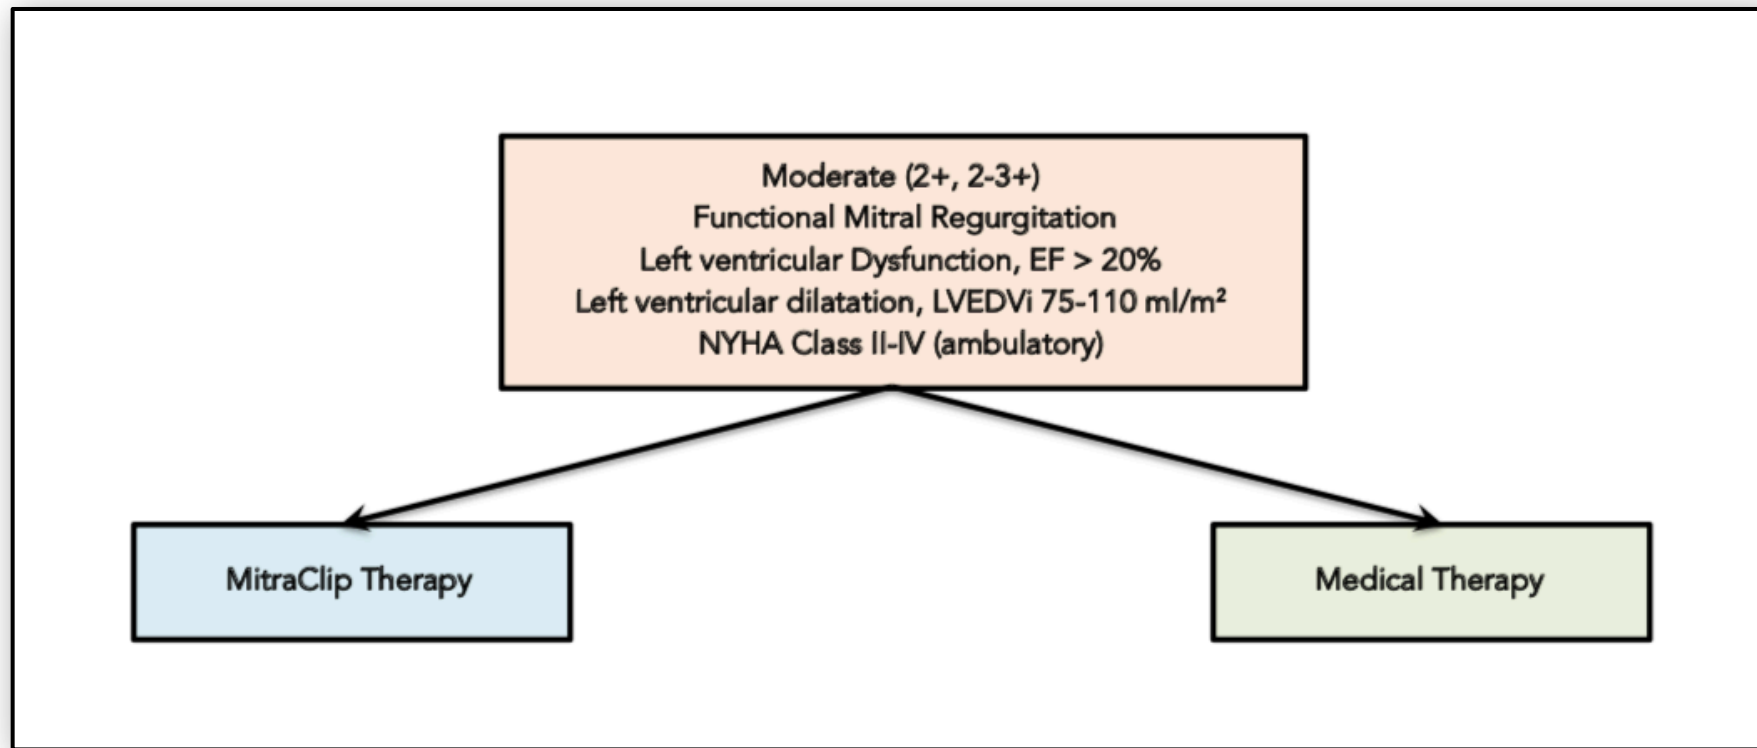 Moderate (2+, 2-3+)
Functional Mitral Regurgitation
Left ventricular Dysfunction, EF > 20%
Left ventricular dilatation, LVEDVi 75-110 ml/m²
NYHA Class II-IV (ambulatory)
MitraClip Therapy
Medical Therapy